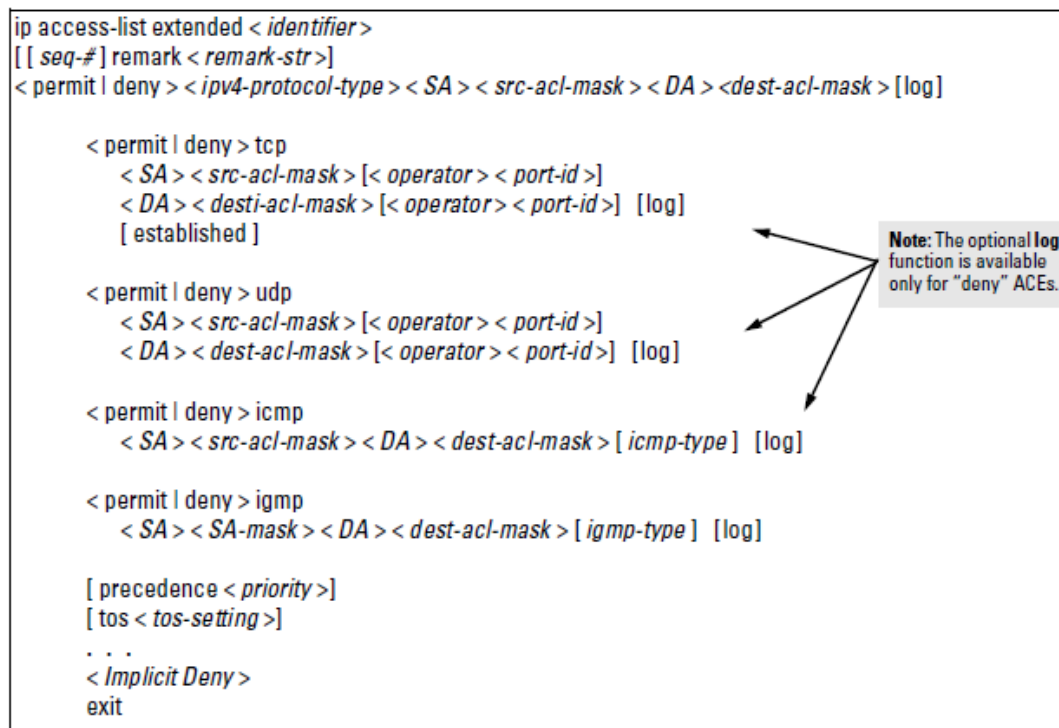 ip access-list extended < identifier >
[ [ seq-# ] remark < remark-str >]
< permit | deny > < ipv4-protocol-type > < SA > < src-acl-mask > < DA > <dest-acl-mask > [log]
< permit | deny > tcp
< SA > < src-acl-mask > [< operator > < port-id >]
< DA > < desti-acl-mask > [< operator > < port-id >] [log]
[ established ]
Note: The optional log
function is available
only for "deny" ACEs.
< permit | deny > udp
< SA > < src-acl-mask > [< operator > < port-id >]
< DA > < dest-acl-mask > [< operator > < port-id >] [log]
< permit | deny > icmp
< SA > < src-acl-mask > < DA > < dest-acl-mask > [ icmp-type ] [log]
< permit | deny > igmp
< SA > < SA-mask > < DA > < dest-acl-mask > [ igmp-type ] [log]
[ precedence < priority >]
[ tos < tos-setting >]
. . .
< Implicit Deny >
exit